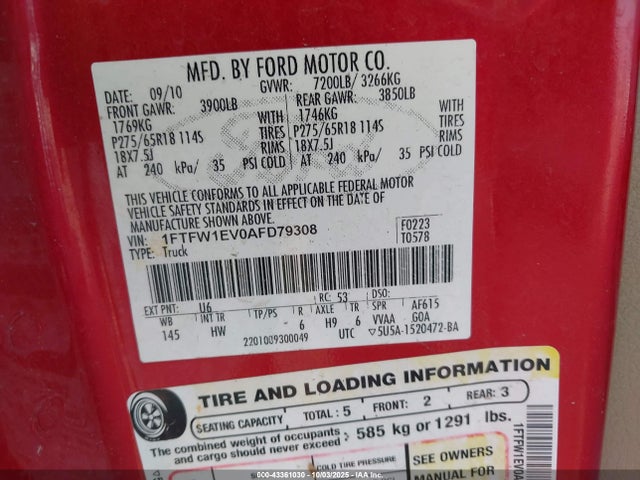 MFD. BY FORD MOTOR CO.
DATE: 09/10 GVWR: 7200LB/ 3266KG
FRONT GAWR: 3900LB REAR GAWR: 3850LB
1769KG WITH 1746KG WITH
P275/65R18 114S TIRES P275/65R18 114S TIRES
18X7.5J RIMS 18X7.5J RIMS
AT 240 kPa/ 35 PSI COLD AT 240 kPa/ 35 PSI COLD
THIS VEHICLE CONFORMS TO ALL APPLICABLE FEDERAL MOTOR
VEHICLE SAFETY STANDARDS IN EFFECT ON THE DATE OF
MANUFACTURE SHOWN ABOVE.
VIN: 1FTFW1EV0AFD79308 F0223
TYPE: Truck T0578
EXT PNT: U6 RC: 53 DSO:
WB INT TR TP/PS R AXLE TR SPR AF615
145 HW 6 H9 6 VVAA GOA
2201009300049 UTC 5U5A-1520472-BA
TIRE AND LOADING INFORMATION
SEATING CAPACITY TOTAL: 5 FRONT: 2 REAR: 3
The combined weight of occupants
and cargo should never exceed: 585 kg or 1291 lbs.
COLD TIRE PRESSURE
SEE OWNERS
MANUAL FOR
1FTFW1EV0A
000-43361030 - 10/03/2025 -